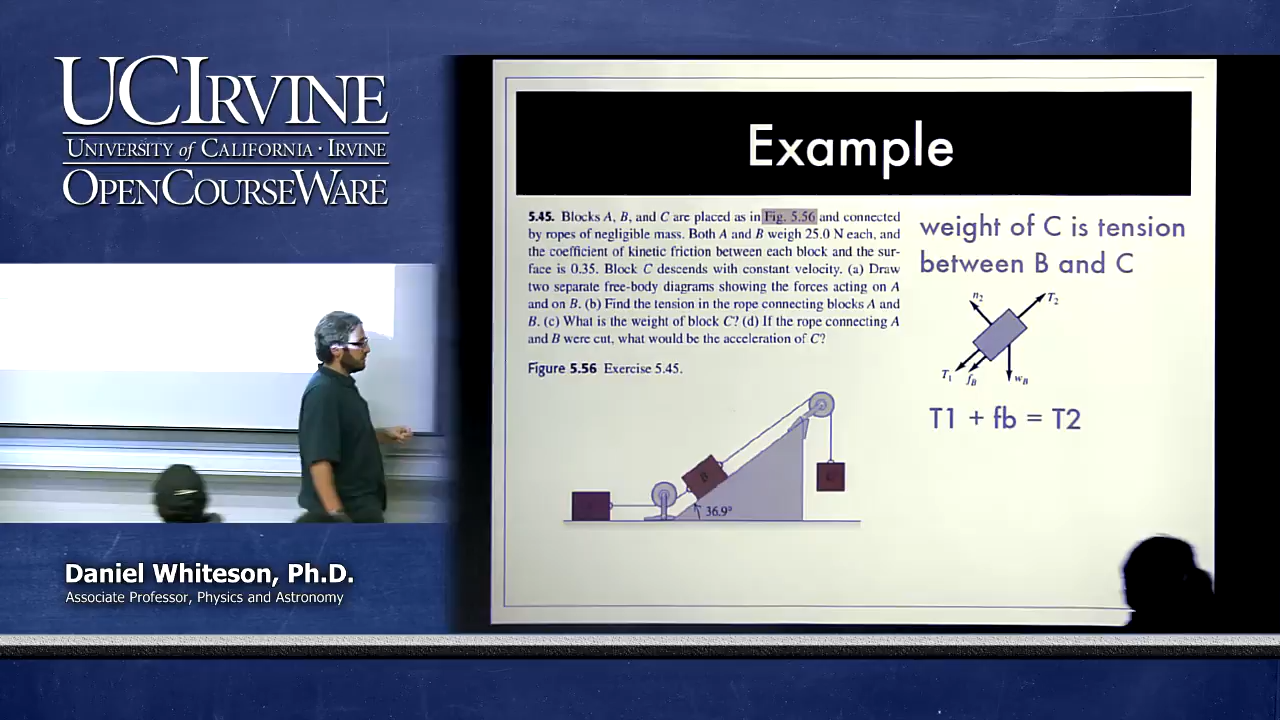 UCIRVINE
UNIVERSITY of CALIFORNIA · IRVINE
OPENCOURSEWARE
Example
5.45. Blocks A, B, and C are placed as in Fig. 5.56 and connected
by ropes of negligible mass. Both A and B weigh 25.0 N each, and
the coefficient of kinetic friction between each block and the sur-
face is 0.35. Block C descends with constant velocity. (a) Draw
two separate free-body diagrams showing the forces acting on A
and on B. (b) Find the tension in the rope connecting blocks A and
B. (c) What is the weight of block C? (d) If the rope connecting A
and B were cut, what would be the acceleration of C?
Figure 5.56 Exercise 5.45.
B
36.9°
weight of C is tension
between B and C
n2
T2
T1
fB
wB
T1 + fb = T2
Daniel Whiteson, Ph.D.
Associate Professor, Physics and Astronomy